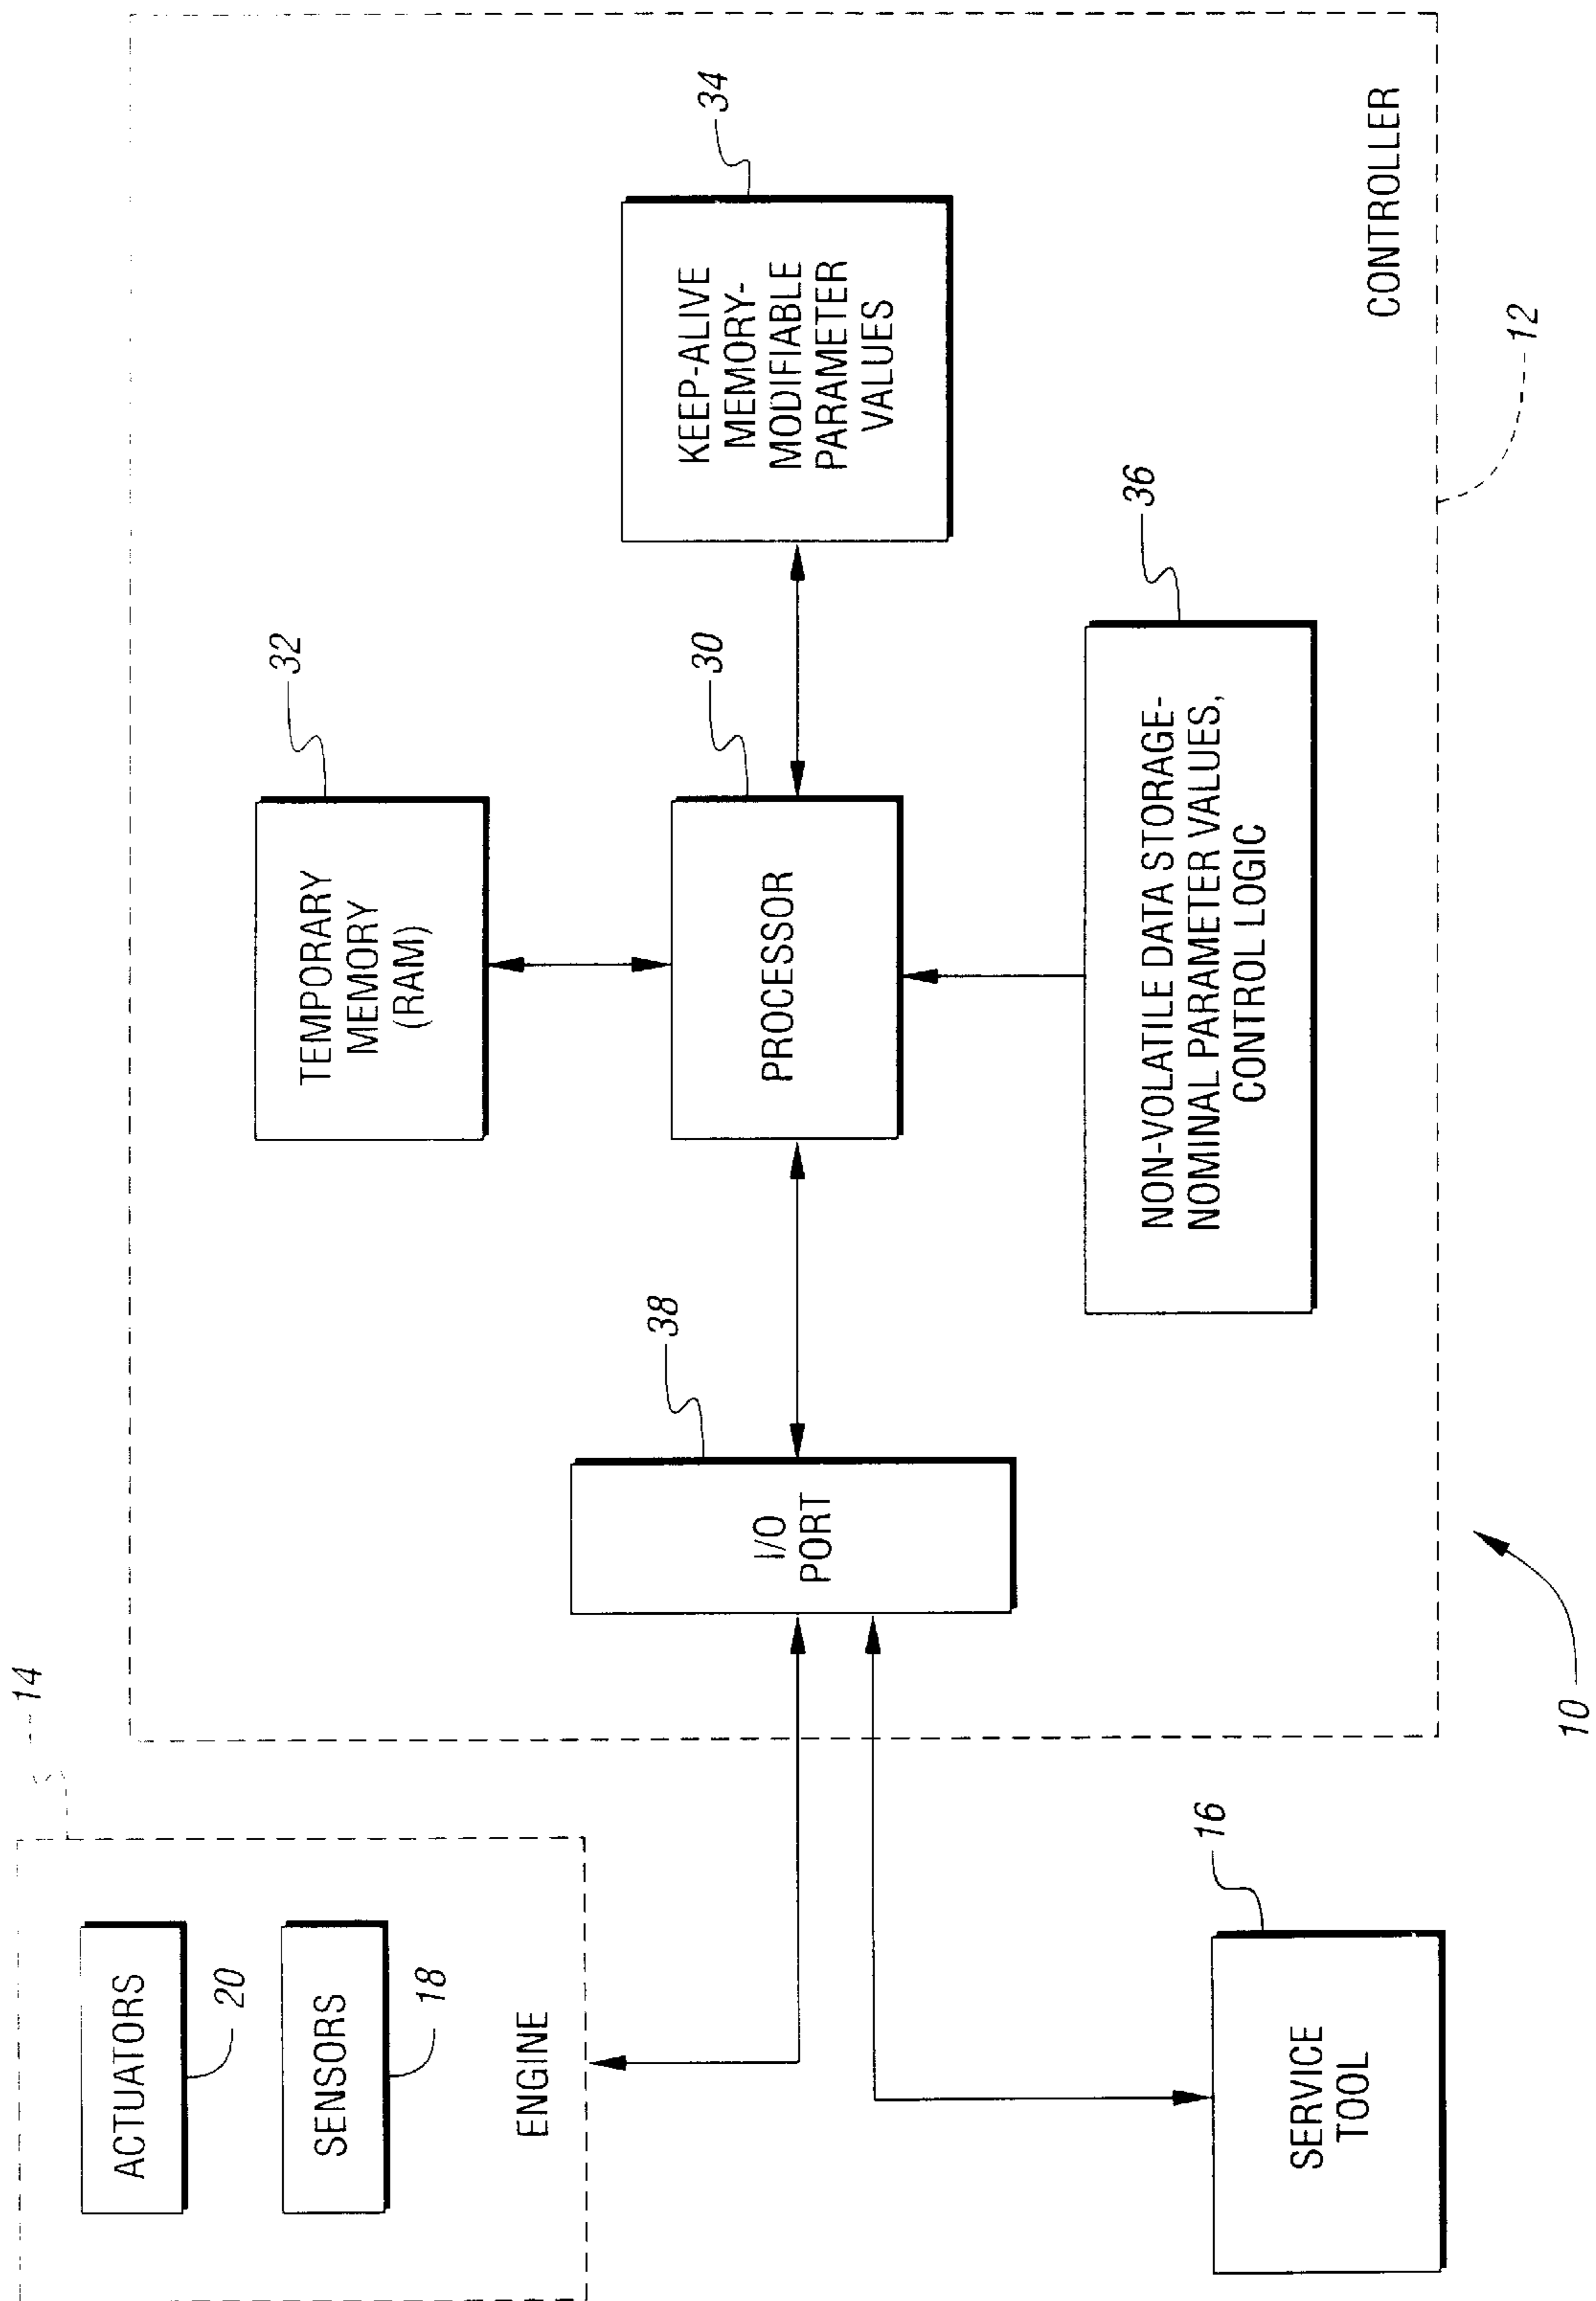 14
ACTUATORS
20
SENSORS
18
ENGINE
SERVICE
TOOL
16
I/O
PORT
38
TEMPORARY
MEMORY
(RAM)
32
PROCESSOR
30
KEEP-ALIVE
MEMORY-
MODIFIABLE
PARAMETER
VALUES
34
NON-VOLATILE DATA STORAGE-
NOMINAL PARAMETER VALUES,
CONTROL LOGIC
36
CONTROLLER
12
10